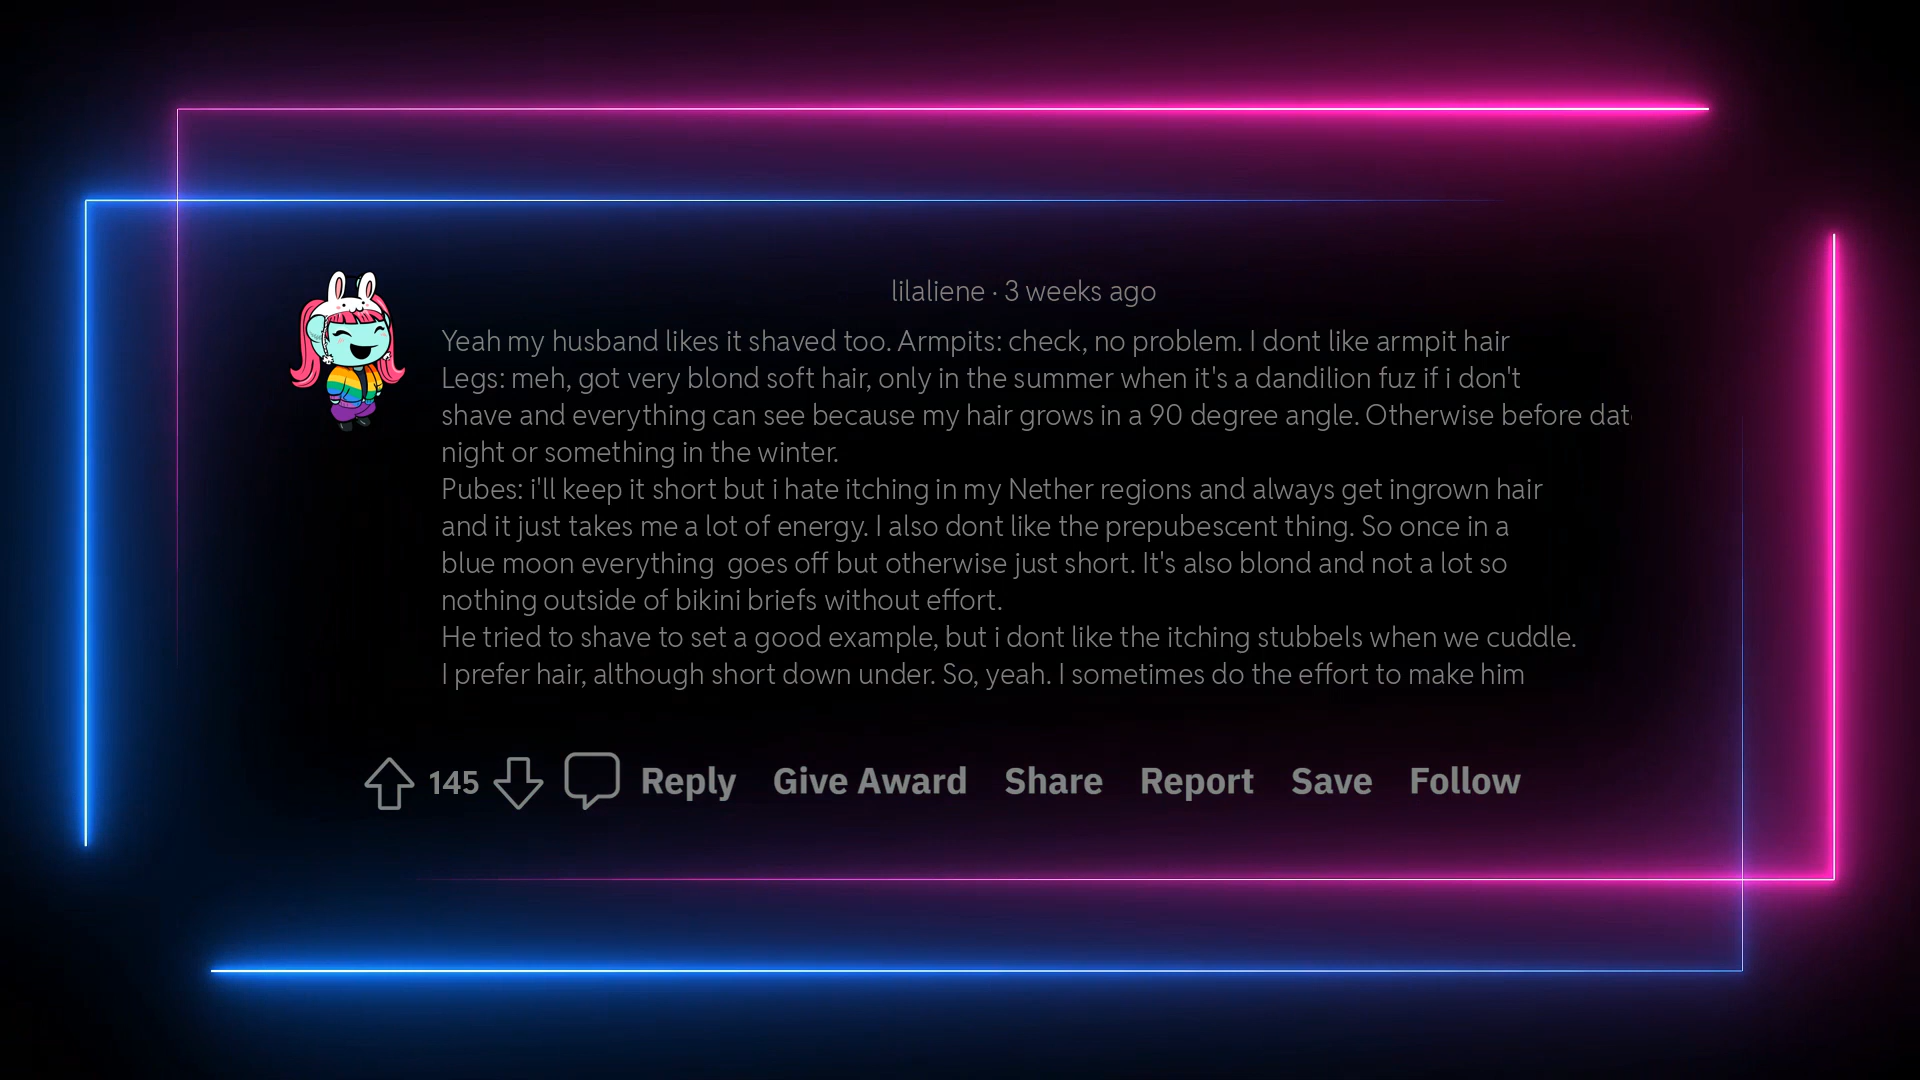 lilaliene · 3 weeks ago
Yeah my husband likes it shaved too. Armpits: check, no problem. I dont like armpit hair
Legs: meh, got very blond soft hair, only in the summer when it's a dandilion fuz if i don't
shave and everything can see because my hair grows in a 90 degree angle. Otherwise before date
night or something in the winter.
Pubes: i'll keep it short but i hate itching in my Nether regions and always get ingrown hair
and it just takes me a lot of energy. I also dont like the prepubescent thing. So once in a
blue moon everything  goes off but otherwise just short. It's also blond and not a lot so
nothing outside of bikini briefs without effort.
He tried to shave to set a good example, but i dont like the itching stubbels when we cuddle.
I prefer hair, although short down under. So, yeah. I sometimes do the effort to make him
145 Reply Give Award Share Report Save Follow